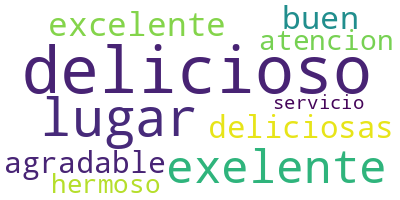 excelente buen
atencion
delicioso
servicio
lugar deliciosas
agradable exelente
hermoso